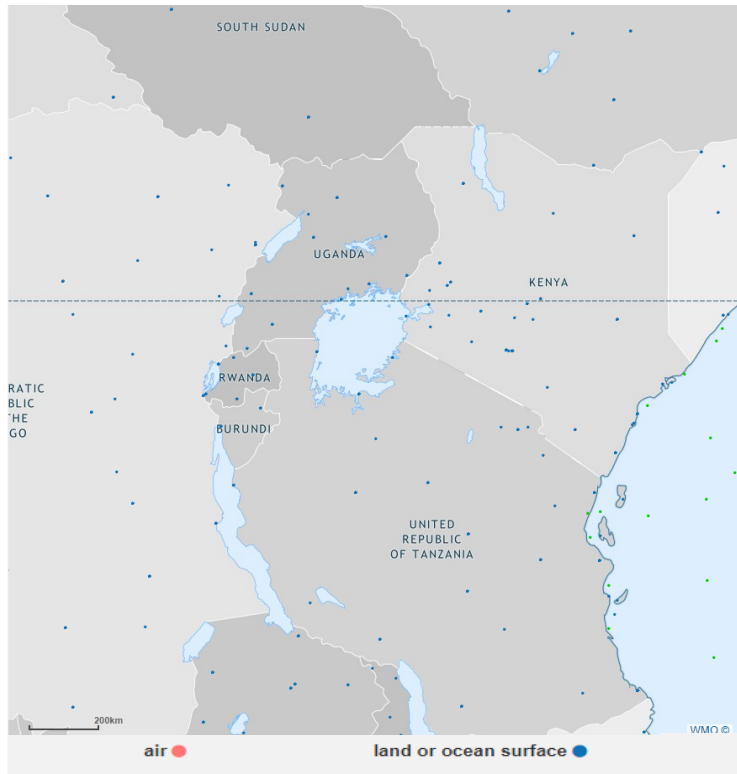 SOUTH SUDAN
UGANDA
KENYA
RWANDA
RATIC
BLIC
THE
GO
BURUNDI
UNITED
REPUBLIC
OF TANZANIA
200km
WMO ©
air
land or ocean surface